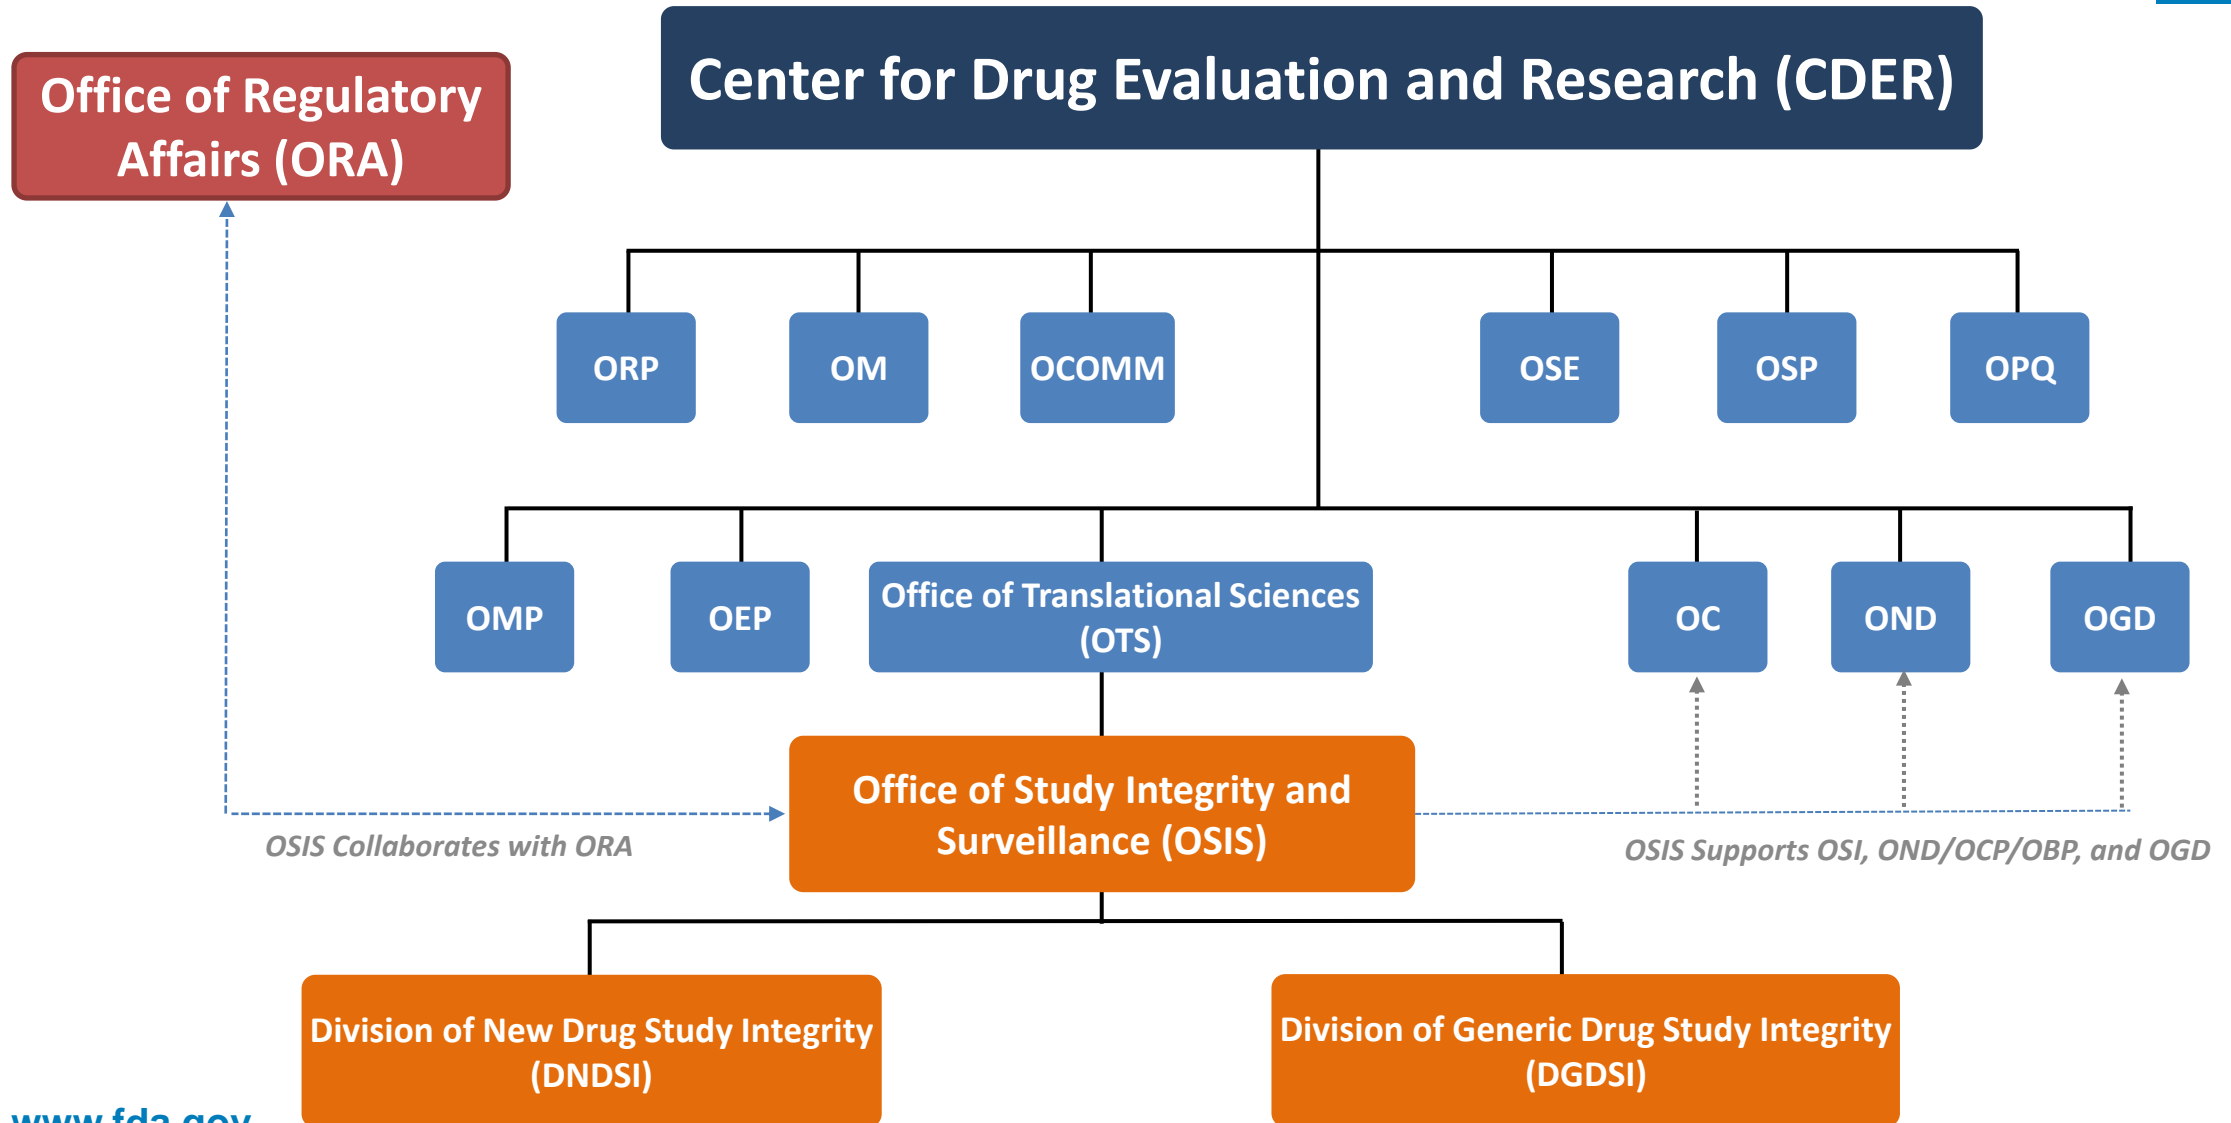 Center for Drug Evaluation and Research (CDER)
Office of Regulatory
Affairs (ORA)
ORP
OM
OCOMM
OSE
OSP
OPQ
OMP
OEP
Office of Translational Sciences
(OTS)
OC
OND
OGD
Office of Study Integrity and
Surveillance (OSIS)
OSIS Collaborates with ORA
OSIS Supports OSI, OND/OCP/OBP, and OGD
Division of New Drug Study Integrity
(DNDSI)
Division of Generic Drug Study Integrity
(DGDSI)
www.fda.gov